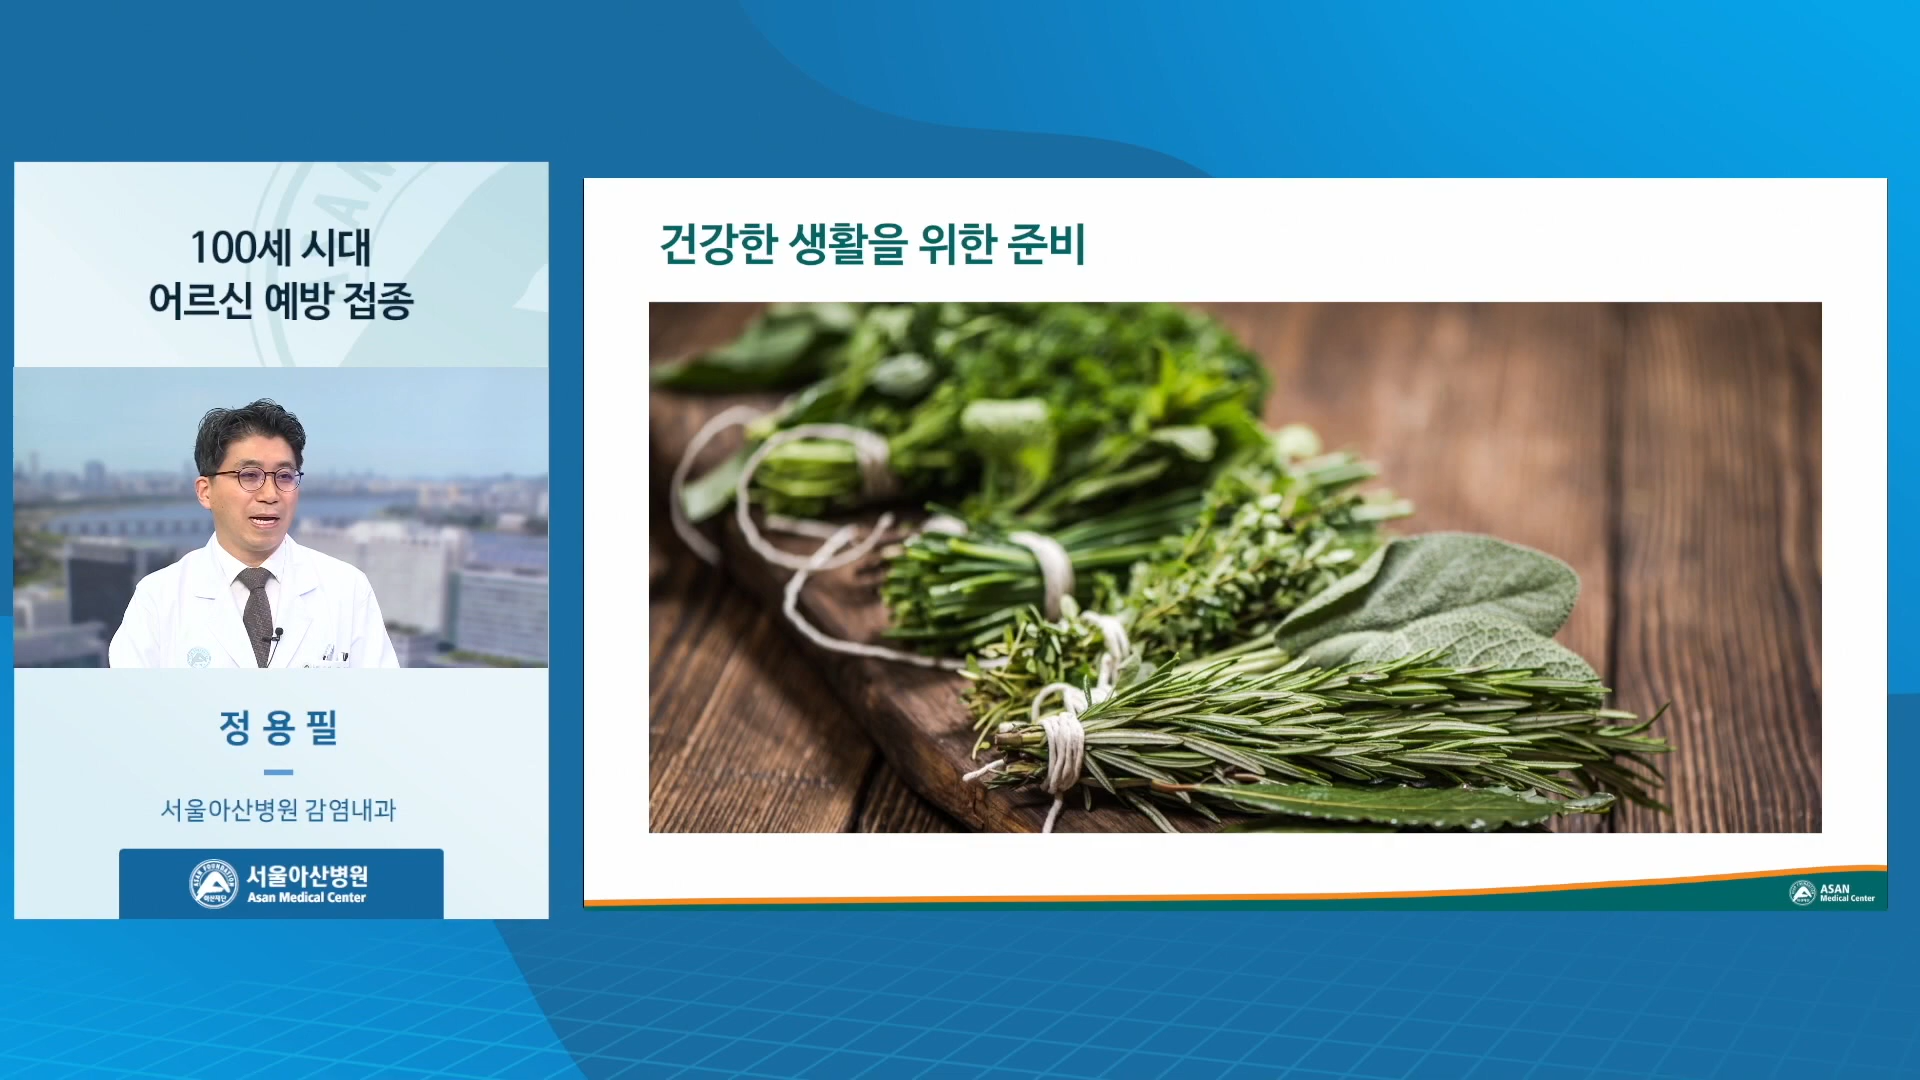 100세 시대
어르신 예방 접종
정용필
서울아산병원 감염내과
서울아산병원
Asan Medical Center
건강한 생활을 위한 준비
ASAN
Medical Center